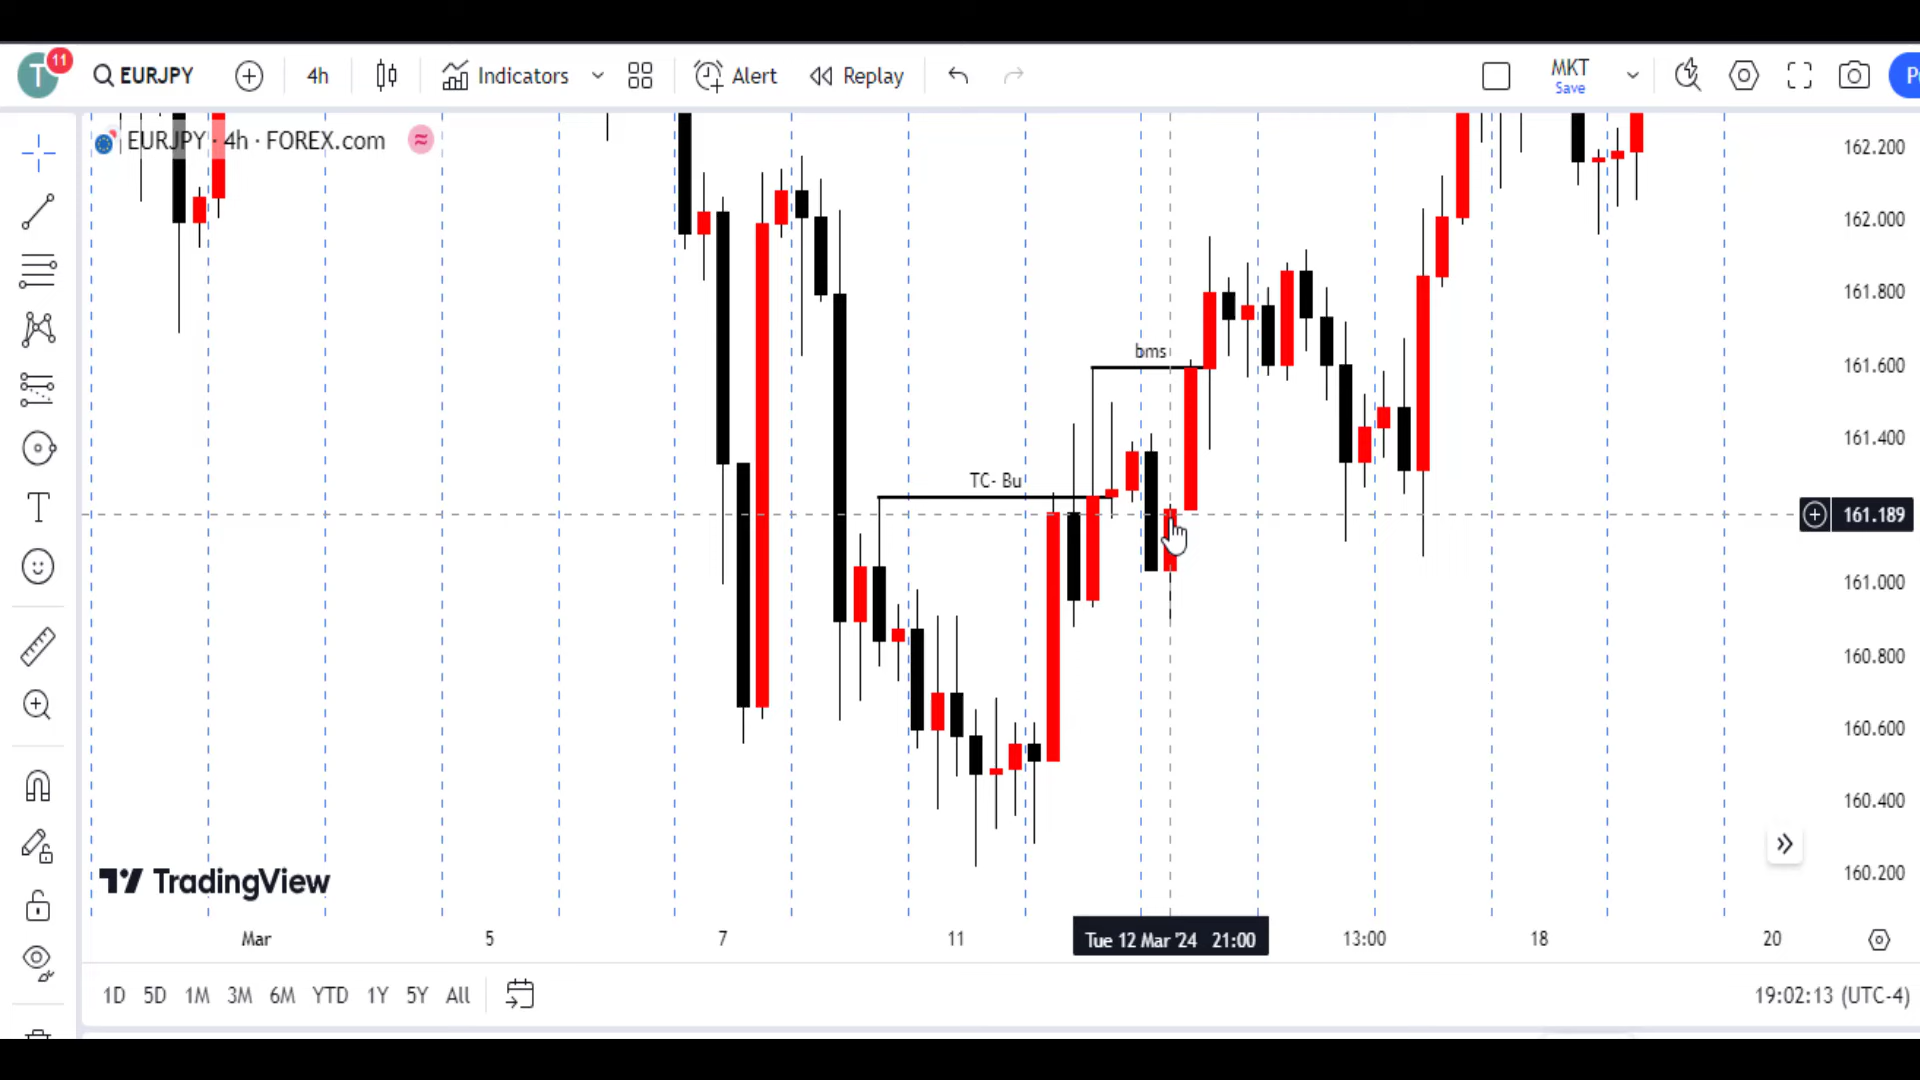 T 11 EURJPY 4h Indicators Alert Replay MKT
Save
EURJPY · 4h · FOREX.com
162.200
162.000
161.800
bms
161.600
161.400
TC- Bu
161.189
161.000
160.800
160.600
160.400
160.200
TradingView
Mar 5 7 11 Tue 12 Mar '24 21:00 13:00 18 20
1D 5D 1M 3M 6M YTD 1Y 5Y All 19:02:13 (UTC-4)